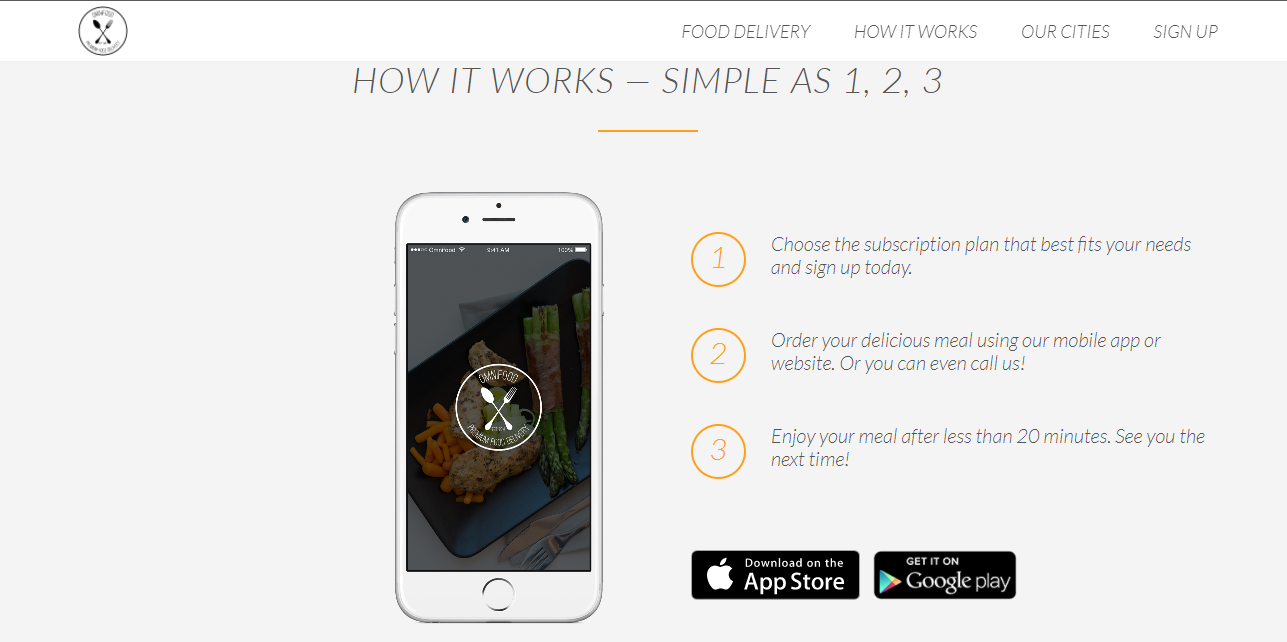 OMNIFOOD
PREMIUM FOOD DELIVERY
FOOD DELIVERY
HOW IT WORKS
OUR CITIES
SIGN UP
HOW IT WORKS — SIMPLE AS 1, 2, 3
Omnifood
9:41 AM
100%
OMNIFOOD
PREMIUM FOOD DELIVERY
1
Choose the subscription plan that best fits your needs
and sign up today.
2
Order your delicious meal using our mobile app or
website. Or you can even call us!
3
Enjoy your meal after less than 20 minutes. See you the
next time!
Download on the
App Store
GET IT ON
Google play